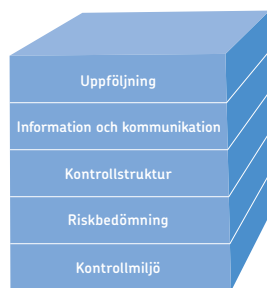 Uppföljning
Information och kommunikation
Kontrollstruktur
Riskbedömning
Kontrollmiljö